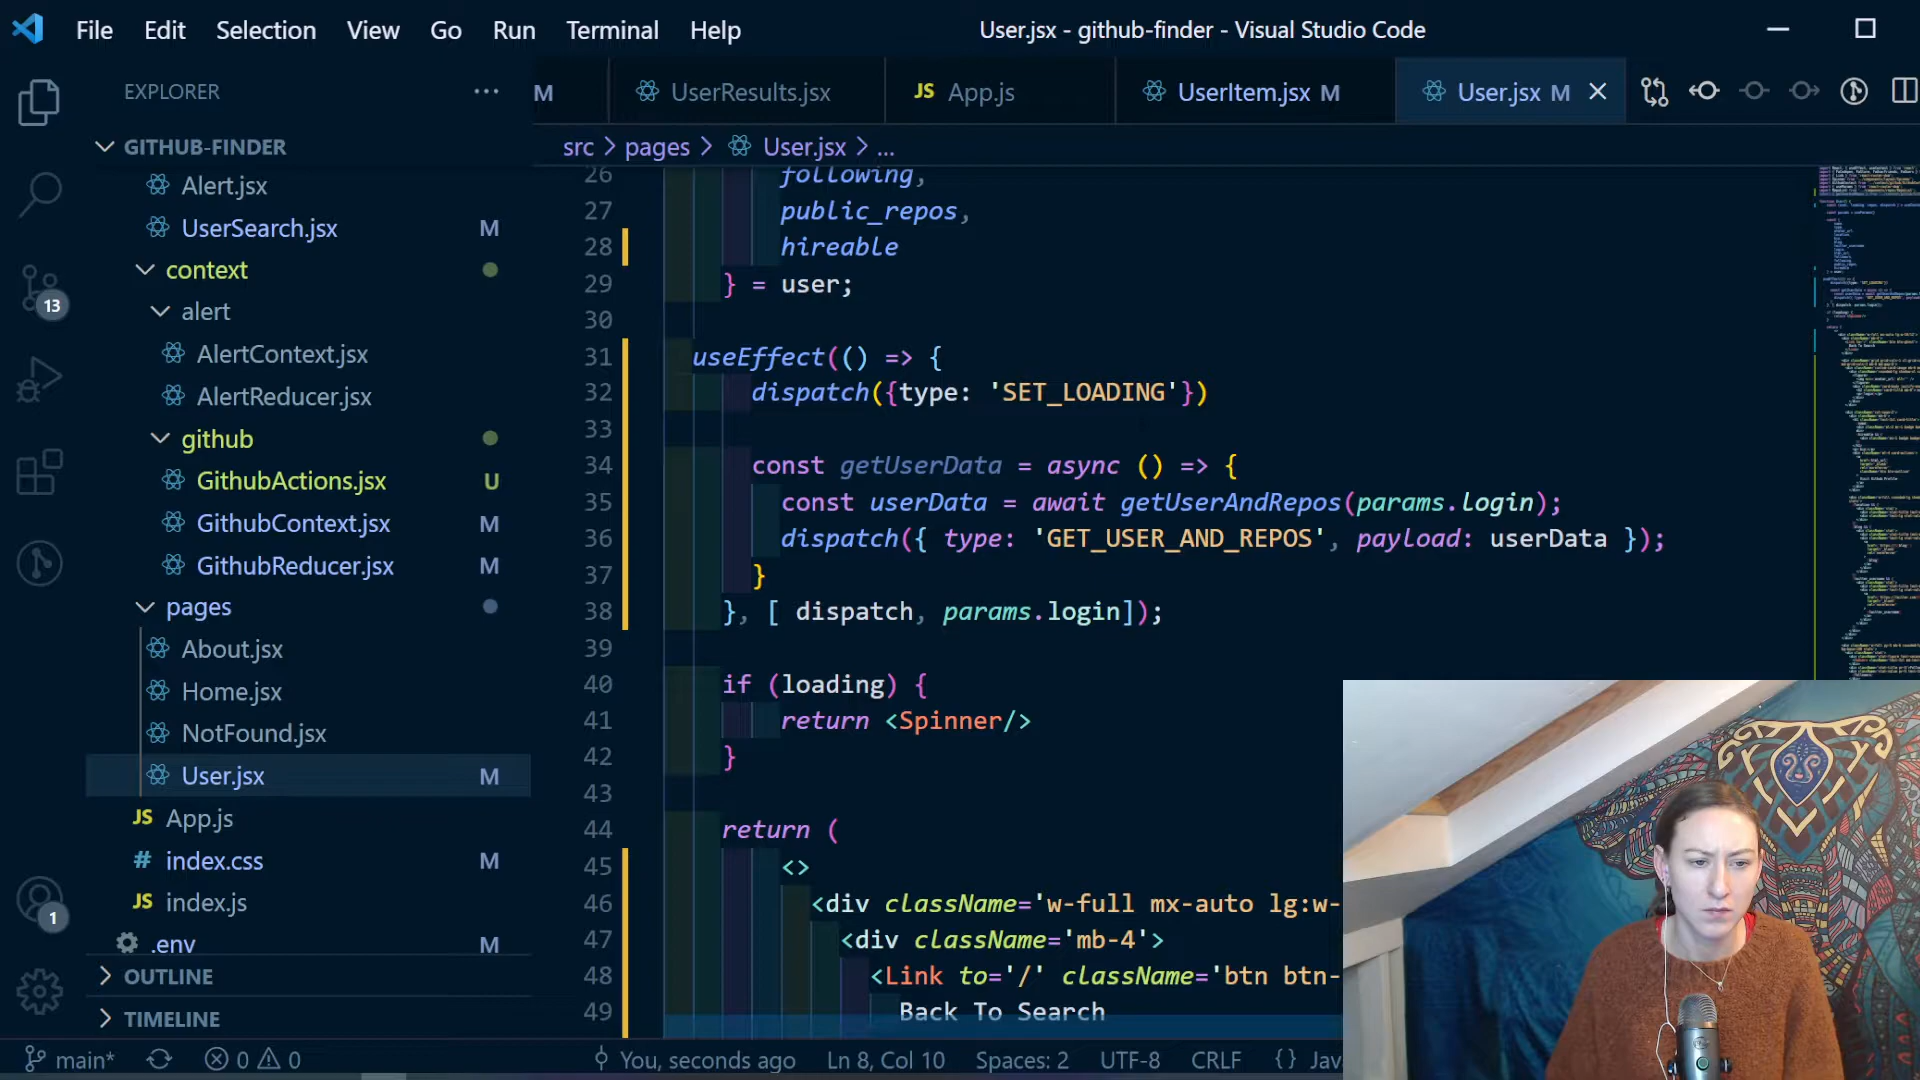 File Edit Selection View Go Run Terminal Help
User.jsx - github-finder - Visual Studio Code
EXPLORER
GITHUB-FINDER
Alert.jsx
UserSearch.jsx M
context
alert
AlertContext.jsx
AlertReducer.jsx
github
GithubActions.jsx U
GithubContext.jsx M
GithubReducer.jsx M
pages
About.jsx
Home.jsx
NotFound.jsx
User.jsx M
JS App.js
# index.css M
JS index.js
.env M
OUTLINE
TIMELINE
13
1
M UserResults.jsx JS App.js UserItem.jsx M User.jsx M
src > pages > User.jsx > ...
26 following,
27 public_repos,
28 hireable
29 } = user;
30
31 useEffect(() => {
32 dispatch({type: 'SET_LOADING'})
33
34 const getUserData = async () => {
35 const userData = await getUserAndRepos(params.login);
36 dispatch({ type: 'GET_USER_AND_REPOS', payload: userData });
37 }
38 }, [ dispatch, params.login]);
39
40 if (loading) {
41 return <Spinner/>
42 }
43
44 return (
45 <>
46 <div className='w-full mx-auto lg:w-
47 <div className='mb-4'>
48 <Link to='/' className='btn btn-
49 Back To Search
main* 0 0 You, seconds ago Ln 8, Col 10 Spaces: 2 UTF-8 CRLF {} Jav